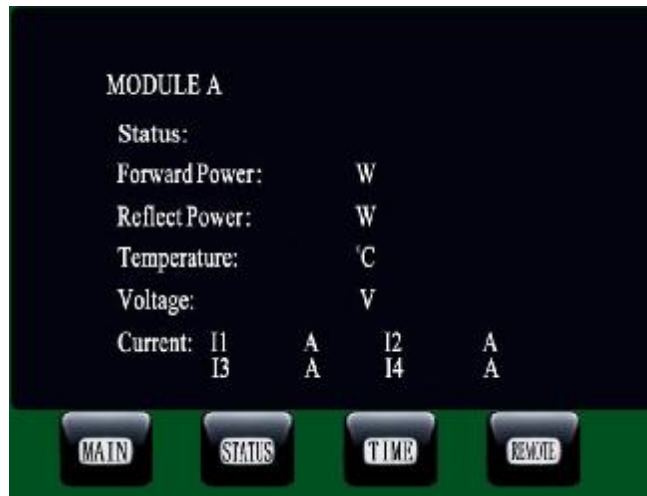 MODULE A
Status:
Forward Power: W
Reflect Power: W
Temperature: °C
Voltage: V
Current: I1 A I2 A
I3 A I4 A
MAIN STATUS TIME REMOTE